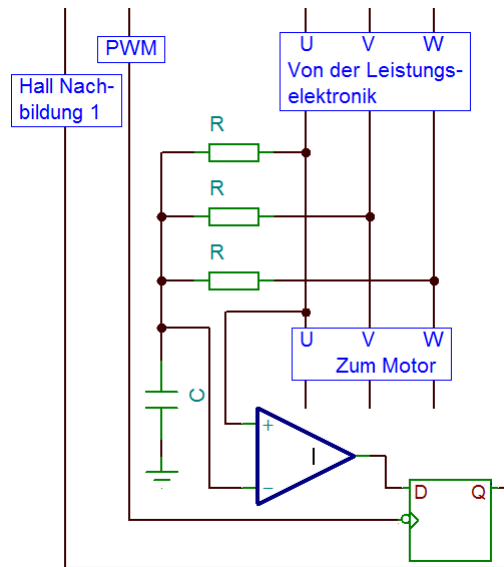 PWM
U V W
Hall Nach-
bildung 1
Von der Leistungs-
elektronik
R
R
R
U V W
Zum Motor
C
+
I
−
D Q